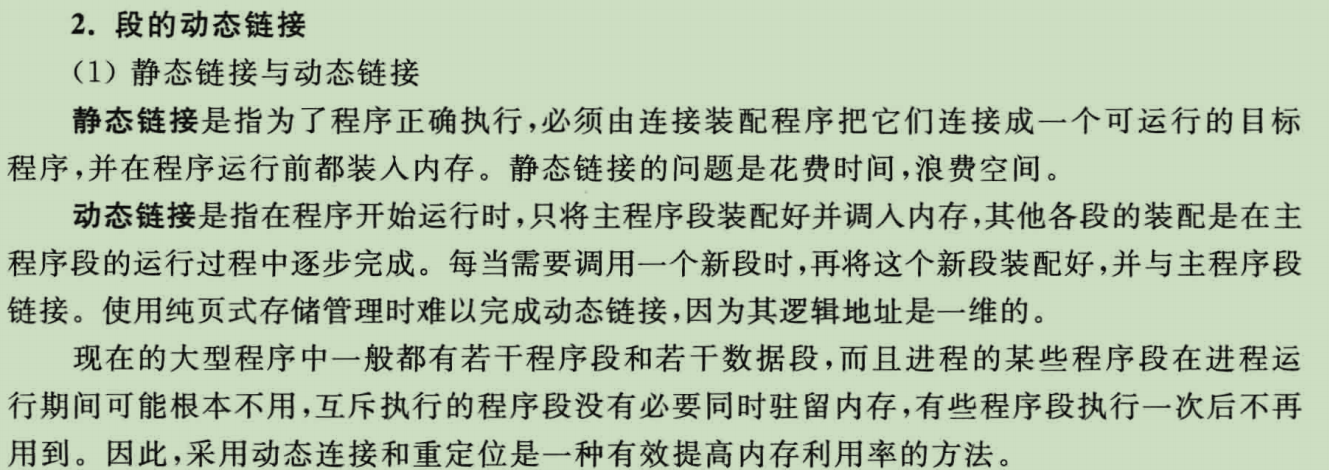 2. 段的动态链接
（1）静态链接与动态链接
静态链接是指为了程序正确执行，必须由连接装配程序把它们连接成一个可运行的目标
程序，并在程序运行前都装入内存。静态链接的问题是花费时间，浪费空间。
动态链接是指在程序开始运行时，只将主程序段装配好并调入内存，其他各段的装配是在主
程序段的运行过程中逐步完成。每当需要调用一个新段时，再将这个新段装配好，并与主程序段
链接。使用纯页式存储管理时难以完成动态链接，因为其逻辑地址是一维的。
现在的大型程序中一般都有若干程序段和若干数据段，而且进程的某些程序段在进程运
行期间可能根本不用，互斥执行的程序段没有必要同时驻留内存，有些程序段执行一次后不再
用到。因此，采用动态连接和重定位是一种有效提高内存利用率的方法。